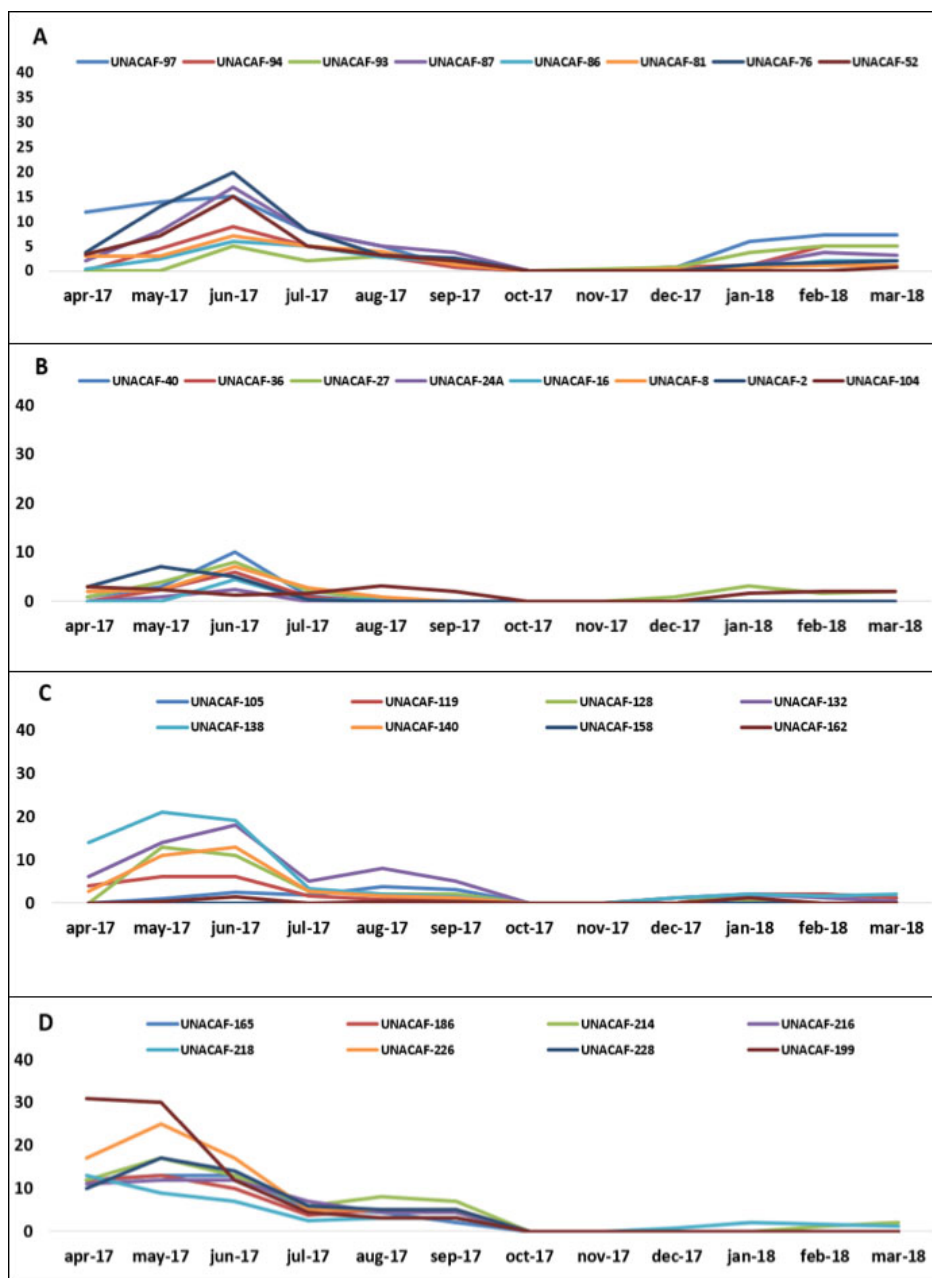 A
UNACAF-97 UNACAF-94 UNACAF-93 UNACAF-87 UNACAF-86 UNACAF-81 UNACAF-76 UNACAF-52
40
35
30
25
20
15
10
5
0
apr-17 may-17 jun-17 jul-17 aug-17 sep-17 oct-17 nov-17 dec-17 jan-18 feb-18 mar-18
B
UNACAF-40 UNACAF-36 UNACAF-27 UNACAF-24A UNACAF-16 UNACAF-8 UNACAF-2 UNACAF-104
40
30
20
10
0
apr-17 may-17 jun-17 jul-17 aug-17 sep-17 oct-17 nov-17 dec-17 jan-18 feb-18 mar-18
C
UNACAF-105 UNACAF-119 UNACAF-128 UNACAF-132
UNACAF-138 UNACAF-140 UNACAF-158 UNACAF-162
40
30
20
10
0
apr-17 may-17 jun-17 jul-17 aug-17 sep-17 oct-17 nov-17 dec-17 jan-18 feb-18 mar-18
D
UNACAF-165 UNACAF-186 UNACAF-214 UNACAF-216
UNACAF-218 UNACAF-226 UNACAF-228 UNACAF-199
40
30
20
10
0
apr-17 may-17 jun-17 jul-17 aug-17 sep-17 oct-17 nov-17 dec-17 jan-18 feb-18 mar-18